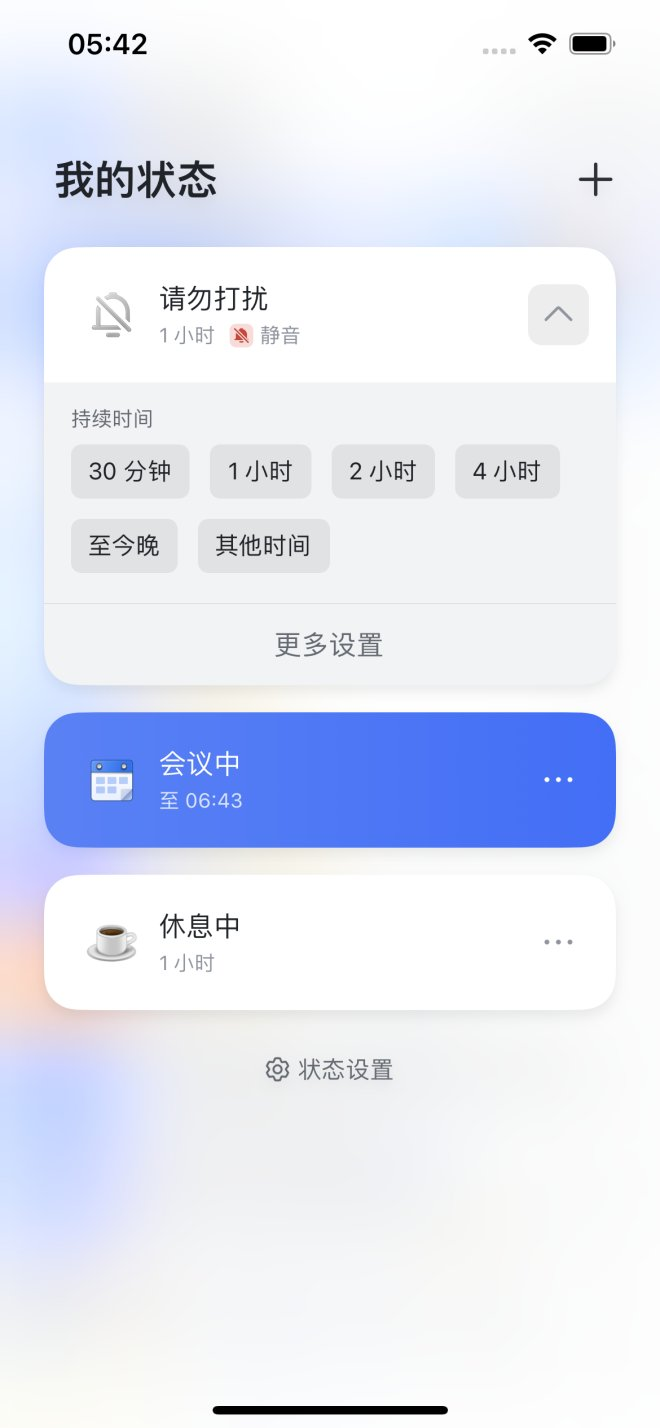 05:42
我的状态
请勿打扰
1 小时 静音
持续时间
30 分钟 1 小时 2 小时 4 小时
至今晚 其他时间
更多设置
会议中
至 06:43
休息中
1 小时
状态设置